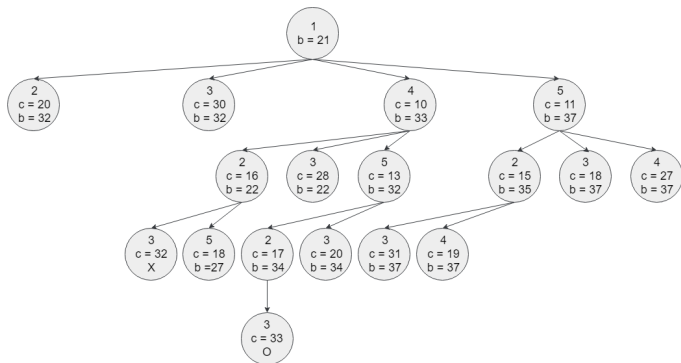 1
b = 21
2
c = 20
b = 32
3
c = 30
b = 32
4
c = 10
b = 33
5
c = 11
b = 37
2
c = 16
b = 22
3
c = 28
b = 22
5
c = 13
b = 32
2
c = 15
b = 35
3
c = 18
b = 37
4
c = 27
b = 37
3
c = 32
X
5
c = 18
b =27
2
c = 17
b = 34
3
c = 20
b = 34
3
c = 31
b = 37
4
c = 19
b = 37
3
c = 33
O